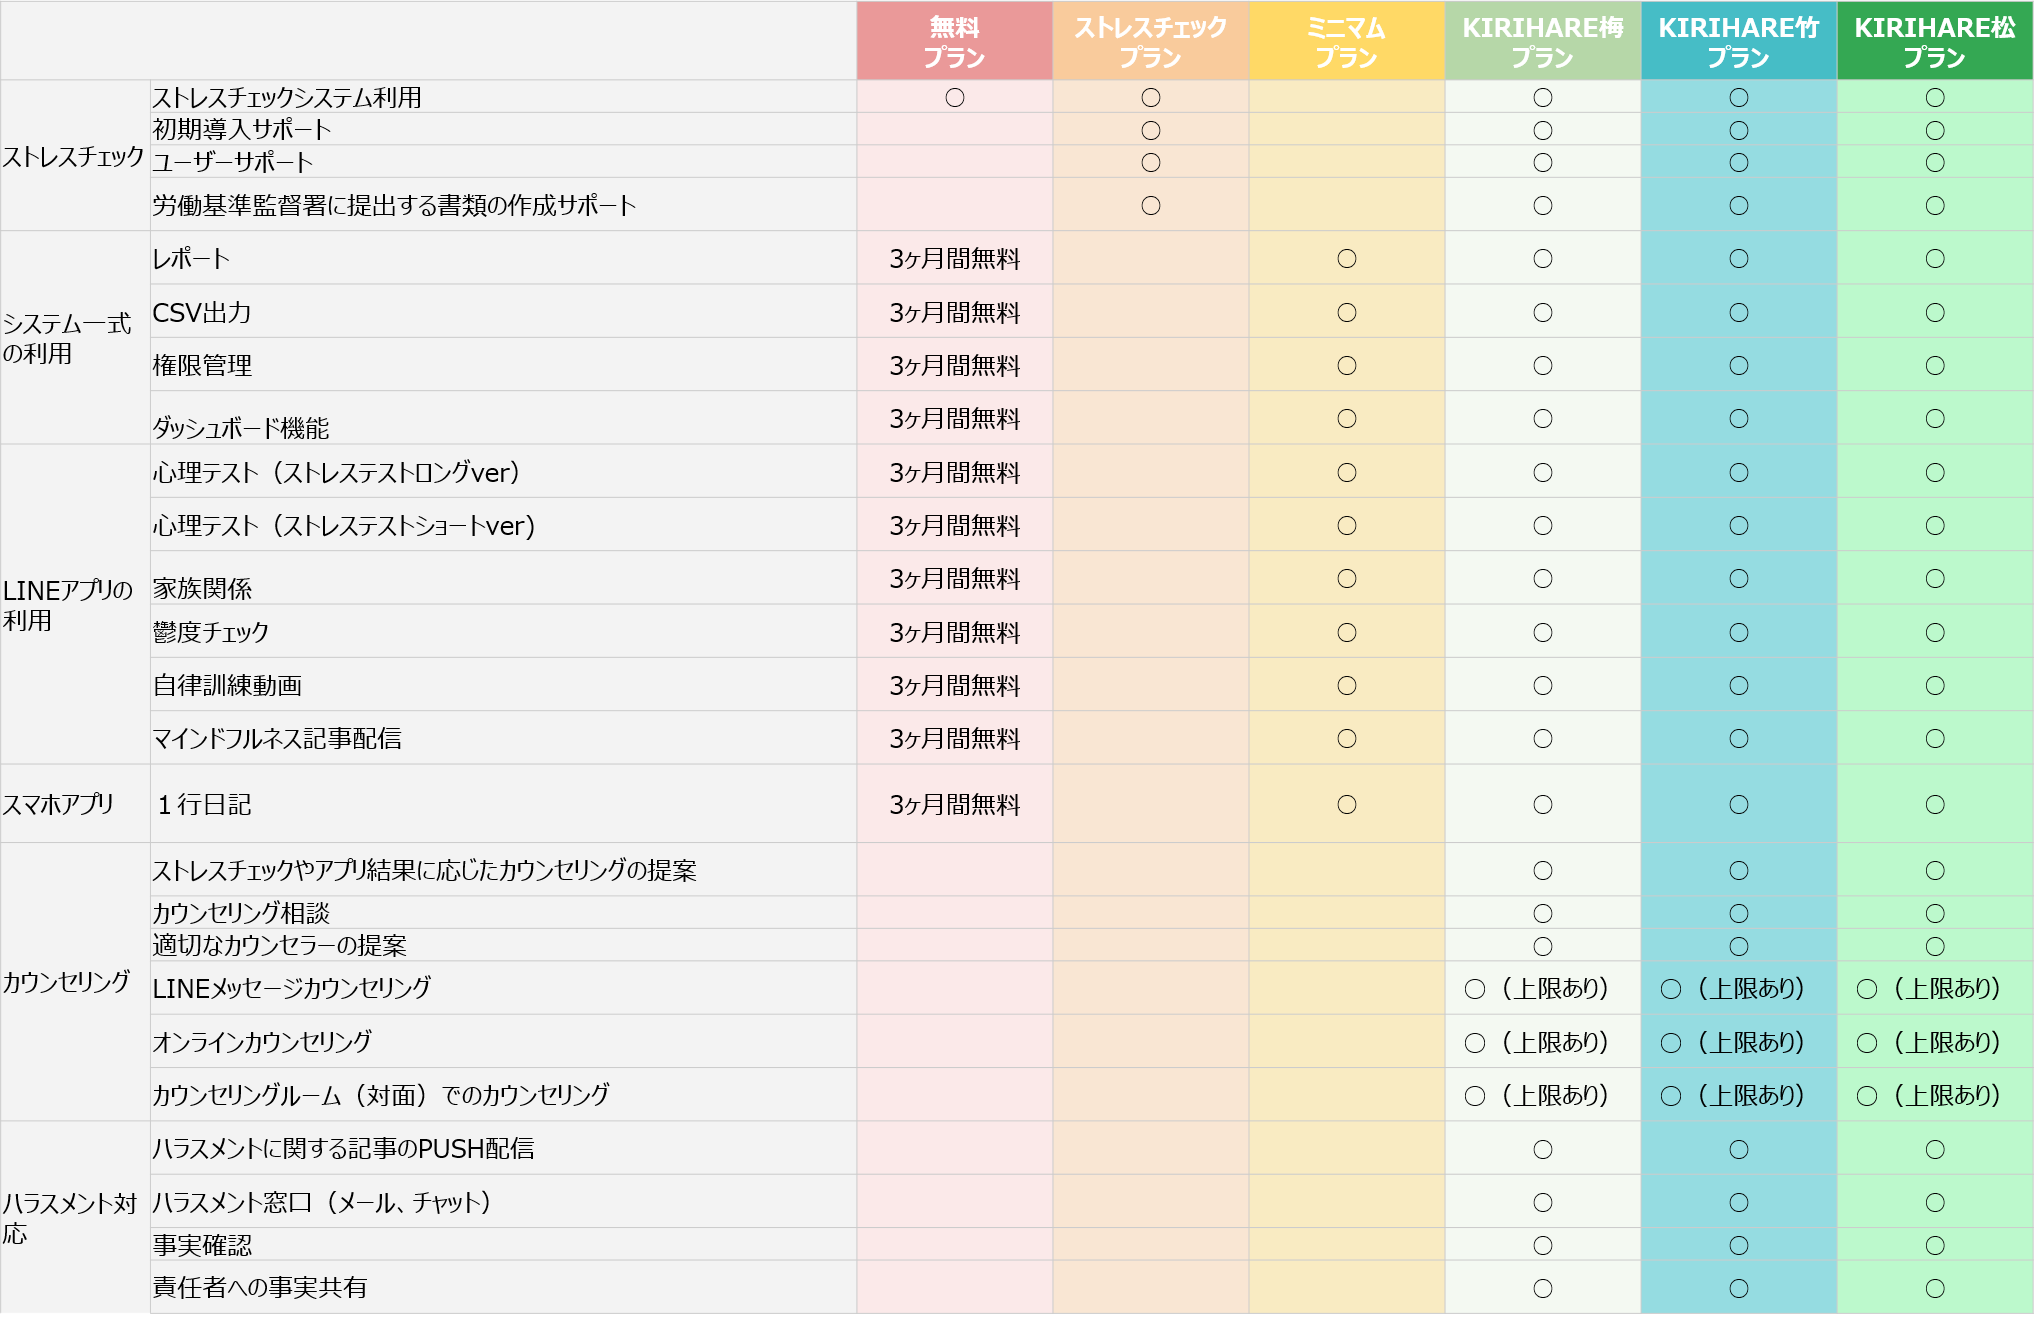 無料
プラン
ストレスチェック
プラン
ミニマム
プラン
KIRIHARE梅
プラン
KIRIHARE竹
プラン
KIRIHARE松
プラン
ストレスチェック
ストレスチェックシステム利用 ○ ○ ○ ○ ○
初期導入サポート ○ ○ ○ ○
ユーザーサポート ○ ○ ○ ○
労働基準監督署に提出する書類の作成サポート ○ ○ ○ ○
システム一式
の利用
レポート 3ヶ月間無料 ○ ○ ○ ○
CSV出力 3ヶ月間無料 ○ ○ ○ ○
権限管理 3ヶ月間無料 ○ ○ ○ ○
ダッシュボード機能 3ヶ月間無料 ○ ○ ○ ○
LINEアプリの
利用
心理テスト（ストレステストロングver） 3ヶ月間無料 ○ ○ ○ ○
心理テスト（ストレステストショートver) 3ヶ月間無料 ○ ○ ○ ○
家族関係 3ヶ月間無料 ○ ○ ○ ○
鬱度チェック 3ヶ月間無料 ○ ○ ○ ○
自律訓練動画 3ヶ月間無料 ○ ○ ○ ○
マインドフルネス記事配信 3ヶ月間無料 ○ ○ ○ ○
スマホアプリ
１行日記 3ヶ月間無料 ○ ○ ○ ○
カウンセリング
ストレスチェックやアプリ結果に応じたカウンセリングの提案 ○ ○ ○
カウンセリング相談 ○ ○ ○
適切なカウンセラーの提案 ○ ○ ○
LINEメッセージカウンセリング ○（上限あり） ○（上限あり） ○（上限あり）
オンラインカウンセリング ○（上限あり） ○（上限あり） ○（上限あり）
カウンセリングルーム（対面）でのカウンセリング ○（上限あり） ○（上限あり） ○（上限あり）
ハラスメント対
応
ハラスメントに関する記事のPUSH配信 ○ ○ ○
ハラスメント窓口（メール、チャット） ○ ○ ○
事実確認 ○ ○ ○
責任者への事実共有 ○ ○ ○